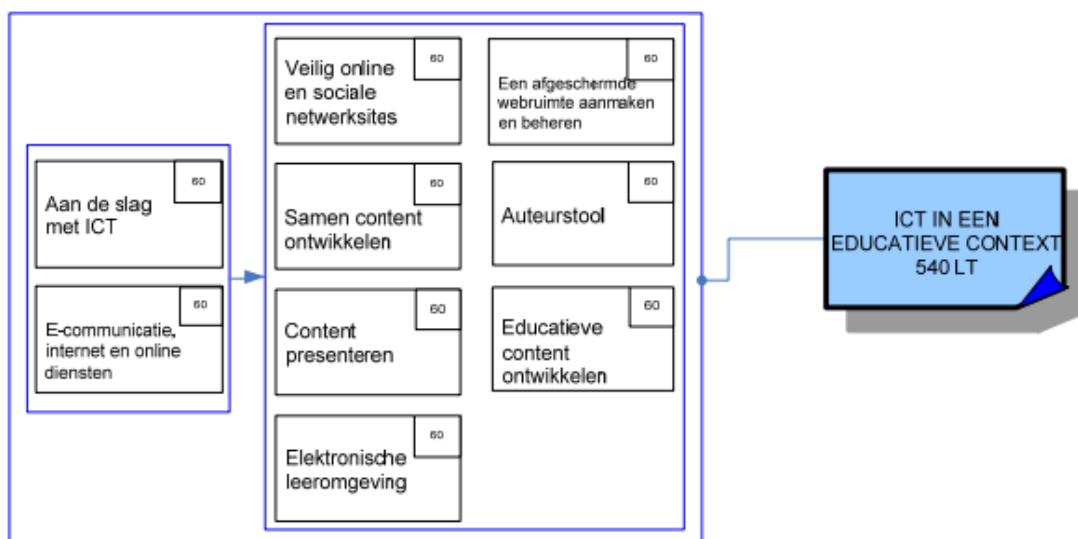 60
Aan de slag
met ICT
60
E-communicatie,
internet en online
diensten
60
Veilig online
en sociale
netwerksites
60
Een afgeschermde
webruimte aanmaken
en beheren
60
Samen content
ontwikkelen
60
Auteurstool
60
Content
presenteren
60
Educatieve
content
ontwikkelen
60
Elektronische
leeromgeving
ICT IN EEN
EDUCATIEVE CONTEXT
540 LT